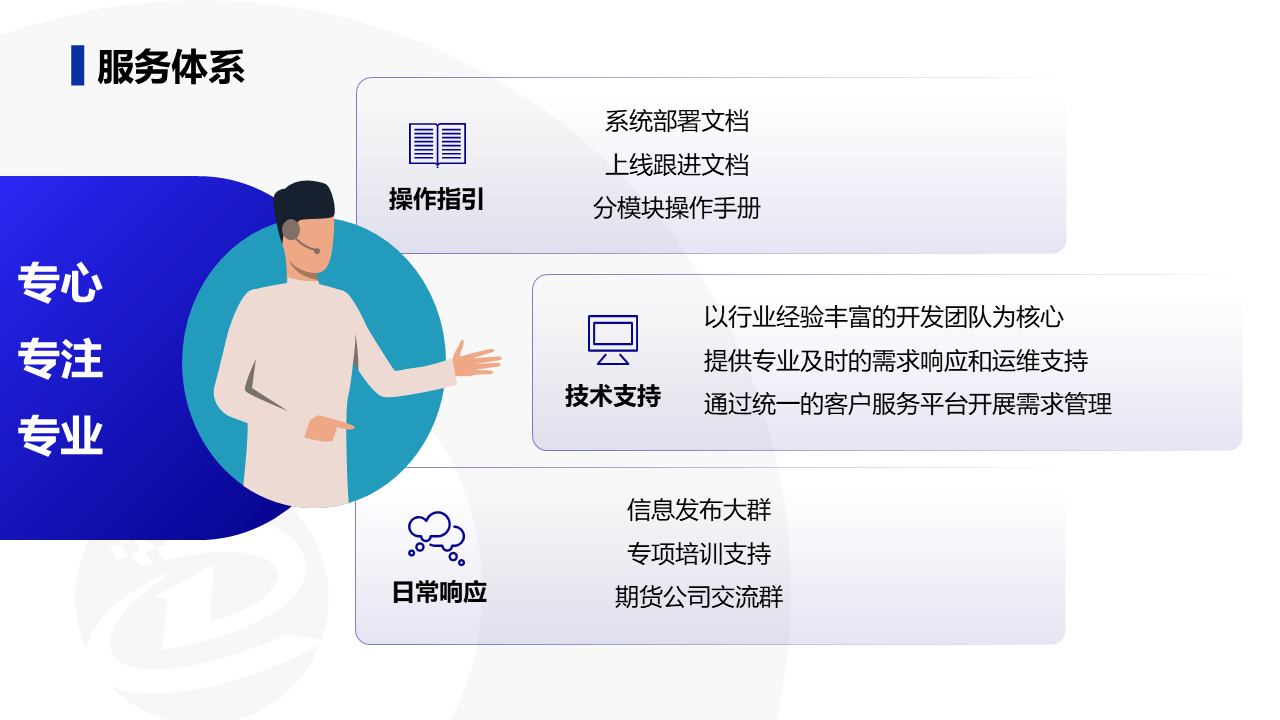 服务体系
专心
专注
专业
操作指引
系统部署文档
上线跟进文档
分模块操作手册
技术支持
以行业经验丰富的开发团队为核心
提供专业及时的需求响应和运维支持
通过统一的客户服务平台开展需求管理
日常响应
信息发布大群
专项培训支持
期货公司交流群